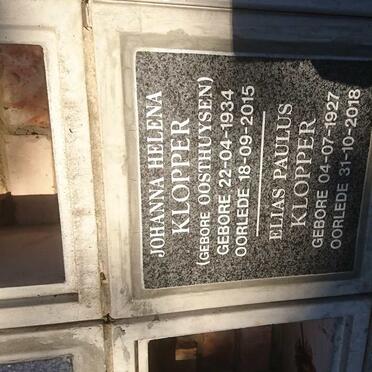 JOHANNA HELENA
KLOPPER
(GEBORE OOSTHUYSEN)
GEBORE 22-04-1934
OORLEDE 18-09-2015
ELIAS PAULUS
KLOPPER
GEBORE 04-07-1927
OORLEDE 31-10-2018